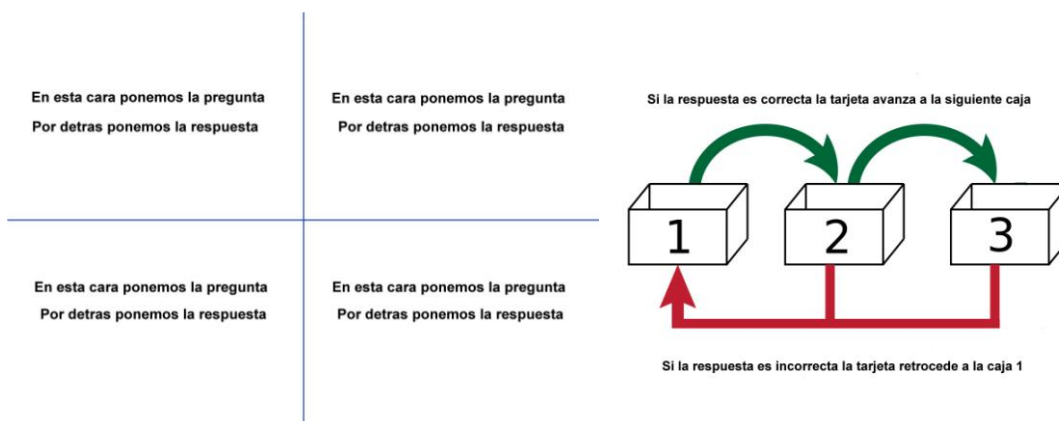 En esta cara ponemos la pregunta
Por detras ponemos la respuesta
En esta cara ponemos la pregunta
Por detras ponemos la respuesta
En esta cara ponemos la pregunta
Por detras ponemos la respuesta
En esta cara ponemos la pregunta
Por detras ponemos la respuesta
Si la respuesta es correcta la tarjeta avanza a la siguiente caja
1
2
3
Si la respuesta es incorrecta la tarjeta retrocede a la caja 1